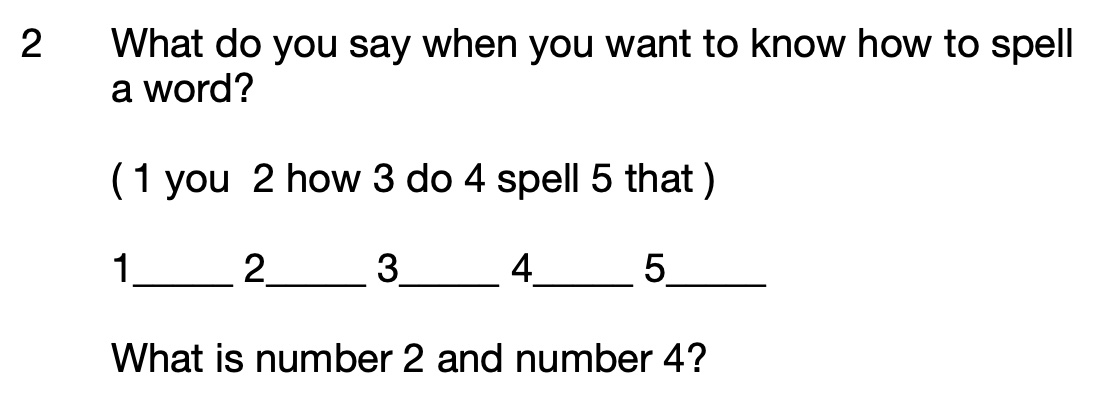 2 What do you say when you want to know how to spell
a word?
( 1 you 2 how 3 do 4 spell 5 that )
1_____ 2_____ 3_____ 4_____ 5_____
What is number 2 and number 4?